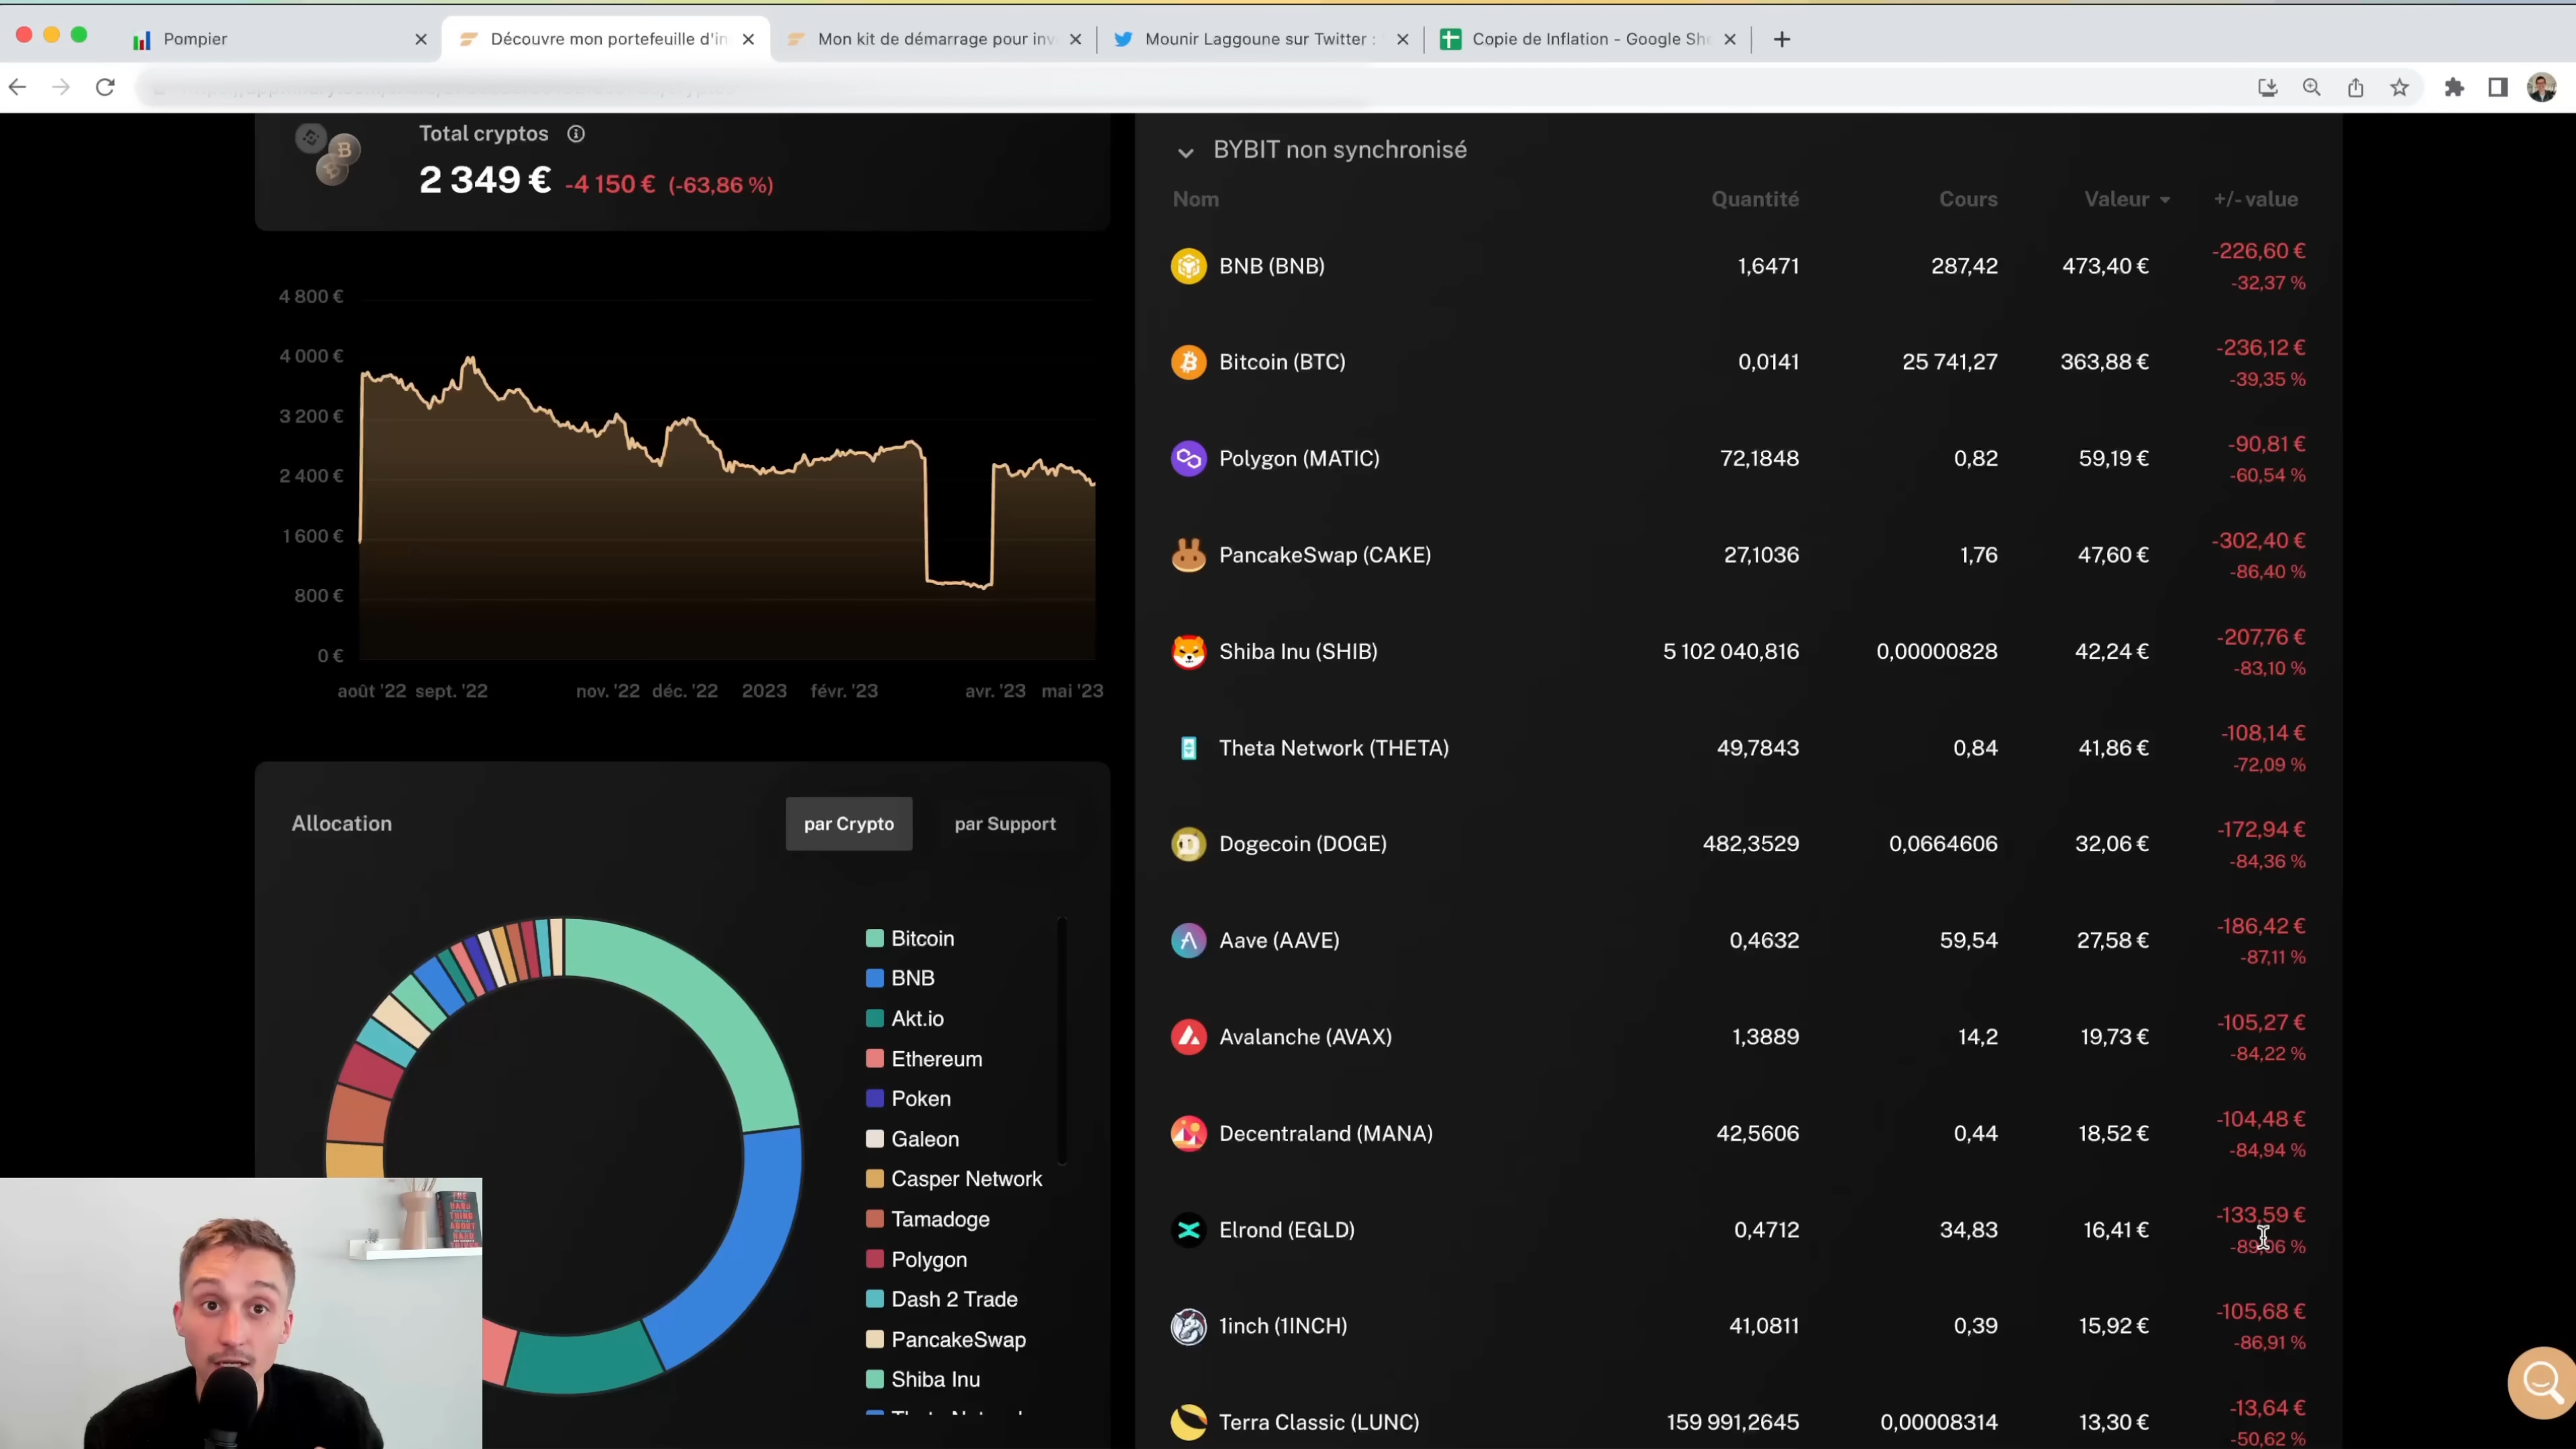 Pompier
Découvre mon portefeuille d'in
Mon kit de démarrage pour inv
Mounir Laggoune sur Twitter :
Copie de Inflation - Google She
Total cryptos
2 349 € -4 150 € (-63,86 %)
4 800 €
4 000 €
3 200 €
2 400 €
1 600 €
800 €
0 €
août '22 sept. '22 nov. '22 déc. '22 2023 févr. '23 avr. '23 mai '23
Allocation
par Crypto
par Support
Bitcoin
BNB
Akt.io
Ethereum
Poken
Galeon
Casper Network
Tamadoge
Polygon
Dash 2 Trade
PancakeSwap
Shiba Inu
THE
HARD
THING
ABOUT
HARD
THINGS
BYBIT non synchronisé
Nom Quantité Cours Valeur +/- value
BNB (BNB) 1,6471 287,42 473,40 € -226,60 €
-32,37 %
Bitcoin (BTC) 0,0141 25 741,27 363,88 € -236,12 €
-39,35 %
Polygon (MATIC) 72,1848 0,82 59,19 € -90,81 €
-60,54 %
PancakeSwap (CAKE) 27,1036 1,76 47,60 € -302,40 €
-86,40 %
Shiba Inu (SHIB) 5 102 040,816 0,00000828 42,24 € -207,76 €
-83,10 %
Theta Network (THETA) 49,7843 0,84 41,86 € -108,14 €
-72,09 %
Dogecoin (DOGE) 482,3529 0,0664606 32,06 € -172,94 €
-84,36 %
Aave (AAVE) 0,4632 59,54 27,58 € -186,42 €
-87,11 %
Avalanche (AVAX) 1,3889 14,2 19,73 € -105,27 €
-84,22 %
Decentraland (MANA) 42,5606 0,44 18,52 € -104,48 €
-84,94 %
Elrond (EGLD) 0,4712 34,83 16,41 € -133,59 €
-89,06 %
1inch (1INCH) 41,0811 0,39 15,92 € -105,68 €
-86,91 %
Terra Classic (LUNC) 159 991,2645 0,00008314 13,30 € -13,64 €
-50,62 %